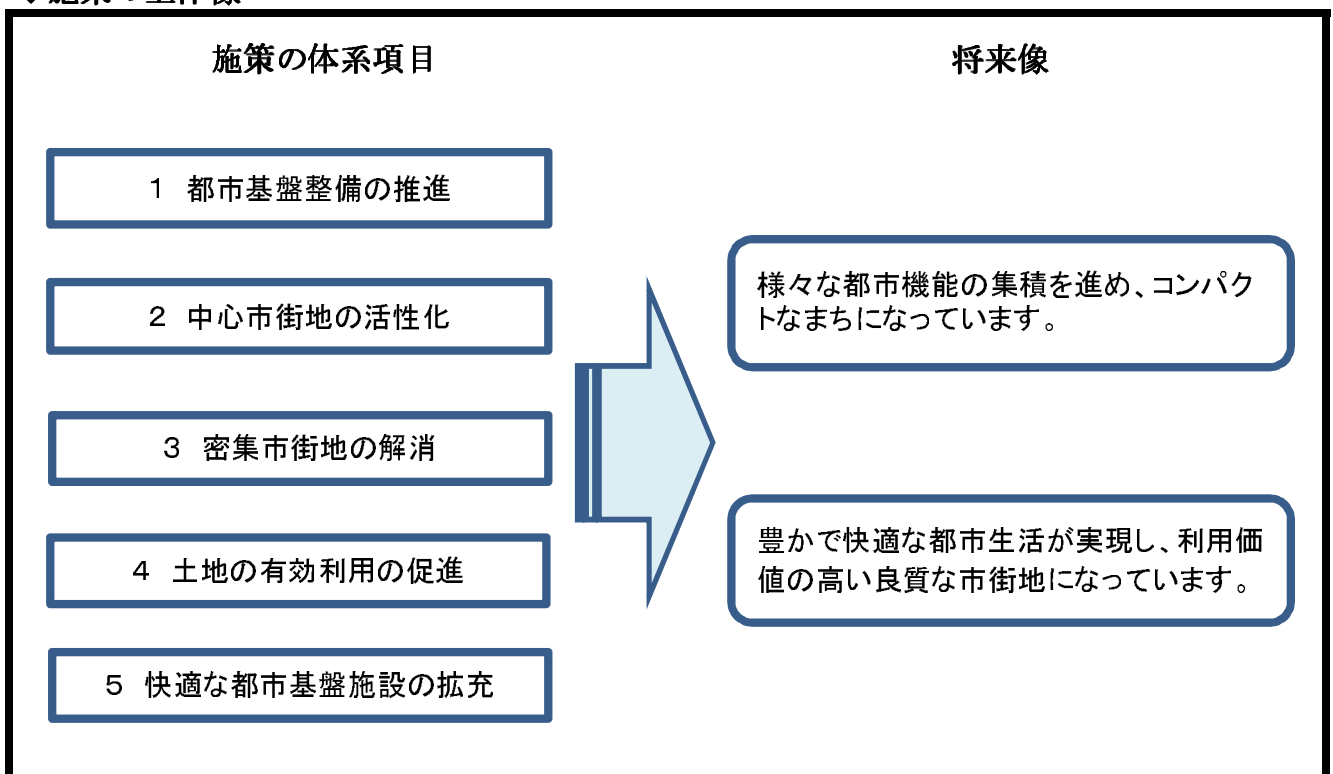 施策の体系項目
将来像
1 都市基盤整備の推進
2 中心市街地の活性化
3 密集市街地の解消
4 土地の有効利用の促進
5 快適な都市基盤施設の拡充
様々な都市機能の集積を進め、コンパク
トなまちになっています。
豊かで快適な都市生活が実現し、利用価
値の高い良質な市街地になっています。